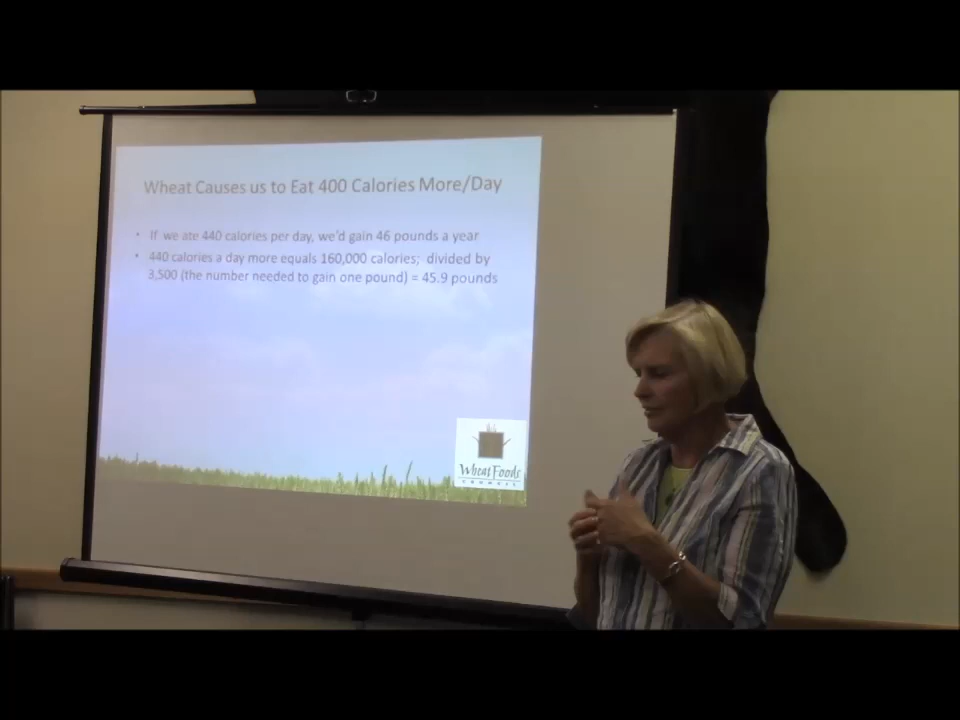 Wheat Causes us to Eat 400 Calories More/Day
• If we ate 440 calories per day, we'd gain 46 pounds a year
• 440 calories a day more equals 160,000 calories; divided by
3,500 (the number needed to gain one pound) = 45.9 pounds
Wheat Foods
COUNCIL